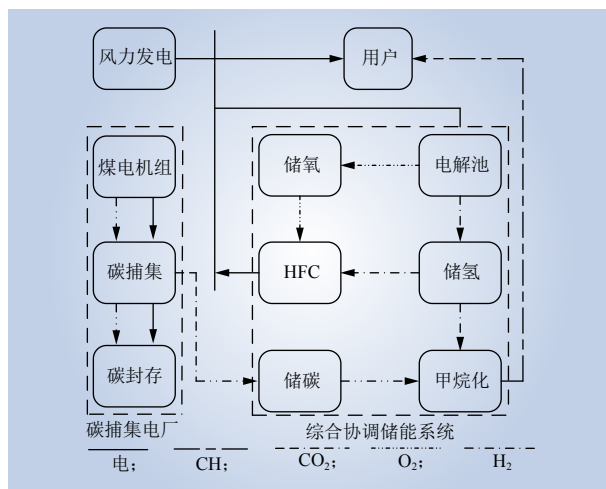 风力发电
用户
煤电机组
储氧
电解池
碳捕集
HFC
储氢
碳封存
储碳
甲烷化
碳捕集电厂
综合协调储能系统
电; CH; CO₂; O₂; H₂